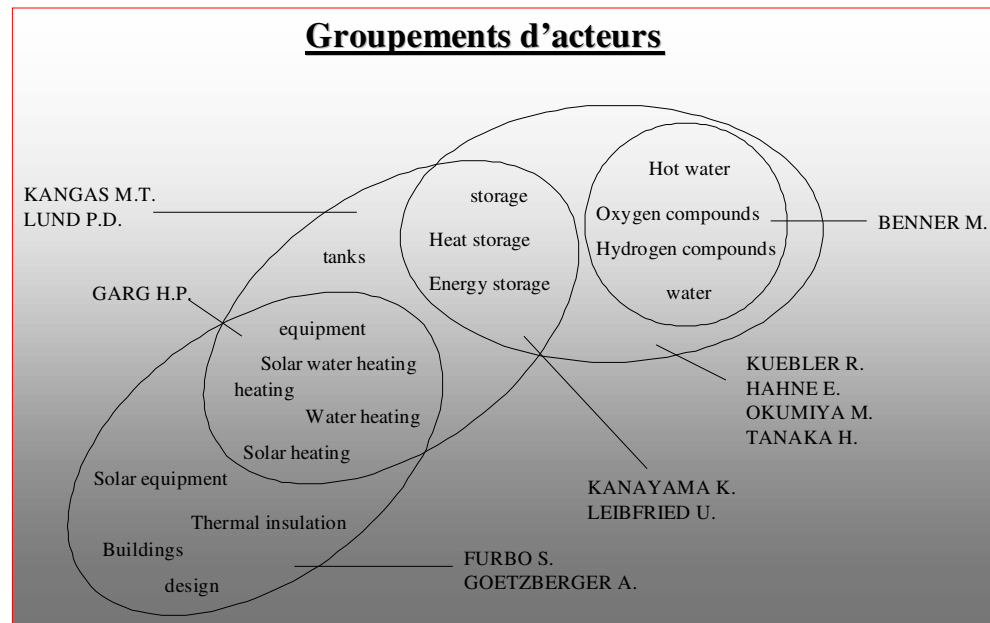 Groupements d’acteurs
KANGAS M.T.
LUND P.D.
GARG H.P.
tanks
storage
Heat storage
Energy storage
Hot water
Oxygen compounds
Hydrogen compounds
water
BENNER M.
equipment
Solar water heating
heating
Water heating
Solar heating
KUEBLER R.
HAHNE E.
OKUMIYA M.
TANAKA H.
KANAYAMA K.
LEIBFRIED U.
Solar equipment
Thermal insulation
Buildings
design
FURBO S.
GOETZBERGER A.